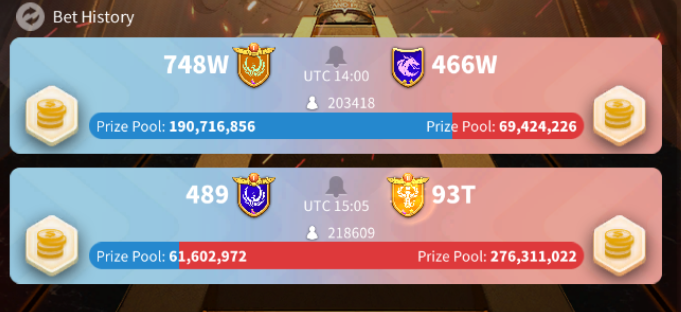 Bet History
748W 466W
UTC 14:00
203418
Prize Pool: 190,716,856 Prize Pool: 69,424,226
489 93T
UTC 15:05
218609
Prize Pool: 61,602,972 Prize Pool: 276,311,022